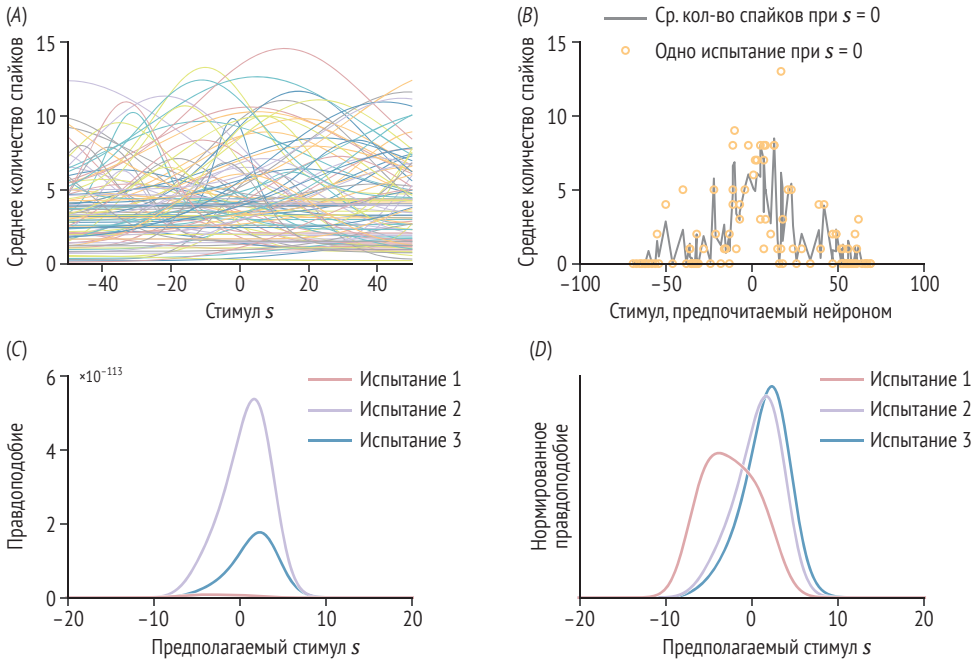 (A)
Среднее количество спайков
15
10
5
0
−40 −20 0 20 40
Стимул s
(B)
Ср. кол-во спайков при s = 0
Одно испытание при s = 0
Среднее количество спайков
15
10
5
0
−100 −50 0 50 100
Стимул, предпочитаемый нейроном
(C)
×10⁻¹¹³
Правдоподобие
6
4
2
0
−20 −10 0 10 20
Предполагаемый стимул s
Испытание 1
Испытание 2
Испытание 3
(D)
Нормированное
правдоподобие
Испытание 1
Испытание 2
Испытание 3
−20 −10 0 10 20
Предполагаемый стимул s